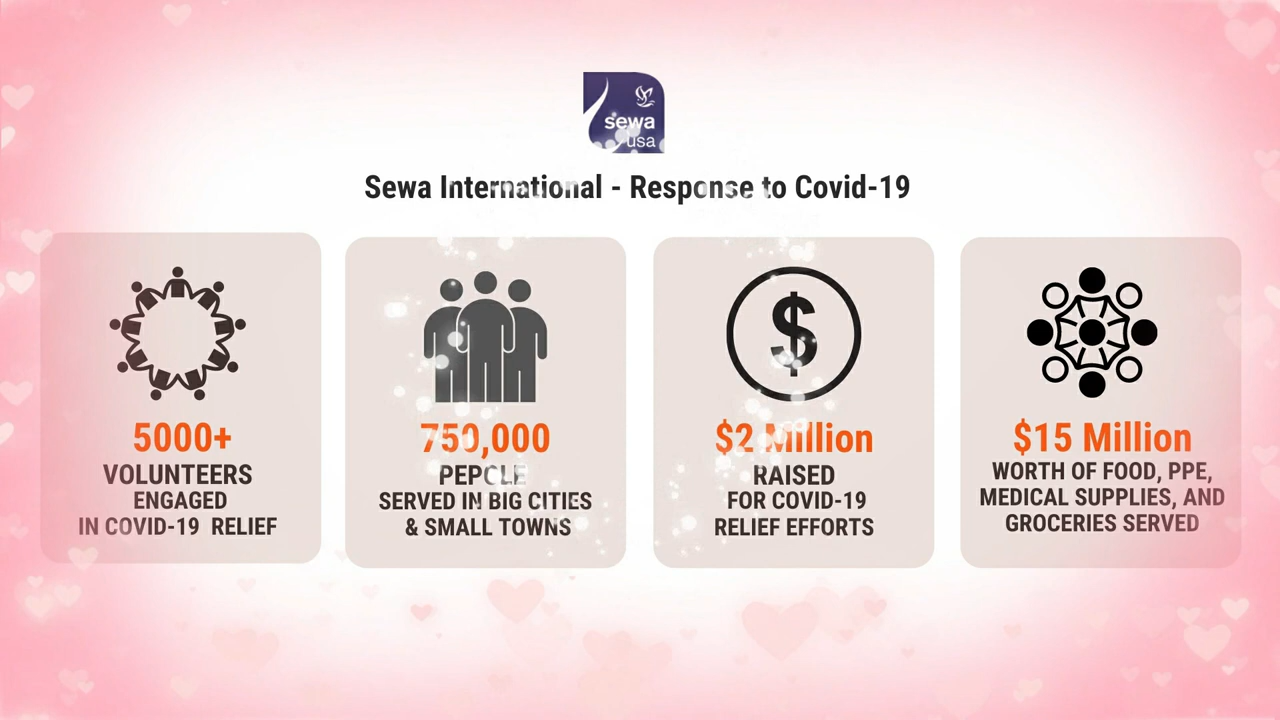 sewa
usa
Sewa International - Response to Covid-19
5000+
VOLUNTEERS
ENGAGED
IN COVID-19 RELIEF
750,000
PEPCLE
SERVED IN BIG CITIES
& SMALL TOWNS
$2 Million
RAISED
FOR COVID-19
RELIEF EFFORTS
$15 Million
WORTH OF FOOD, PPE,
MEDICAL SUPPLIES, AND
GROCERIES SERVED